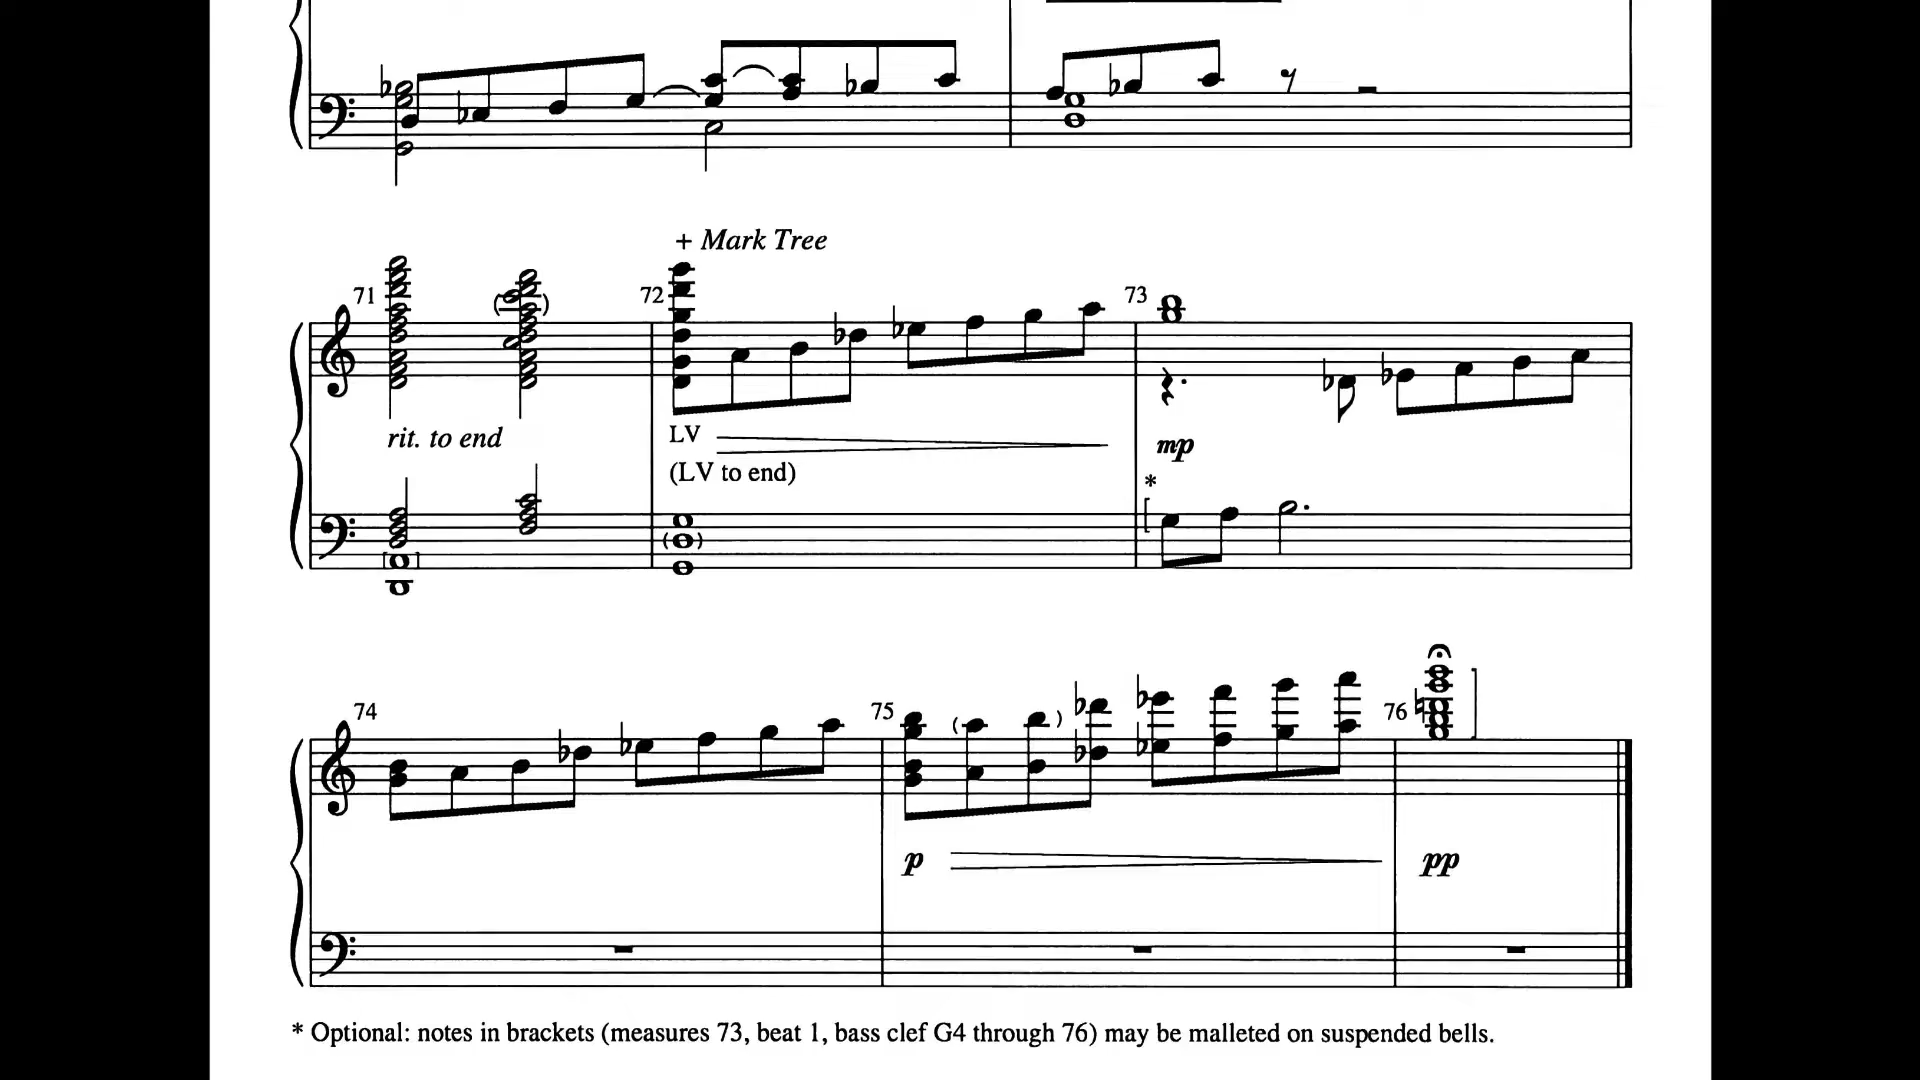 + Mark Tree
71
72
73
rit. to end
LV
(LV to end)
mp
*
74
75
76
p
pp
* Optional: notes in brackets (measures 73, beat 1, bass clef G4 through 76) may be malleted on suspended bells.